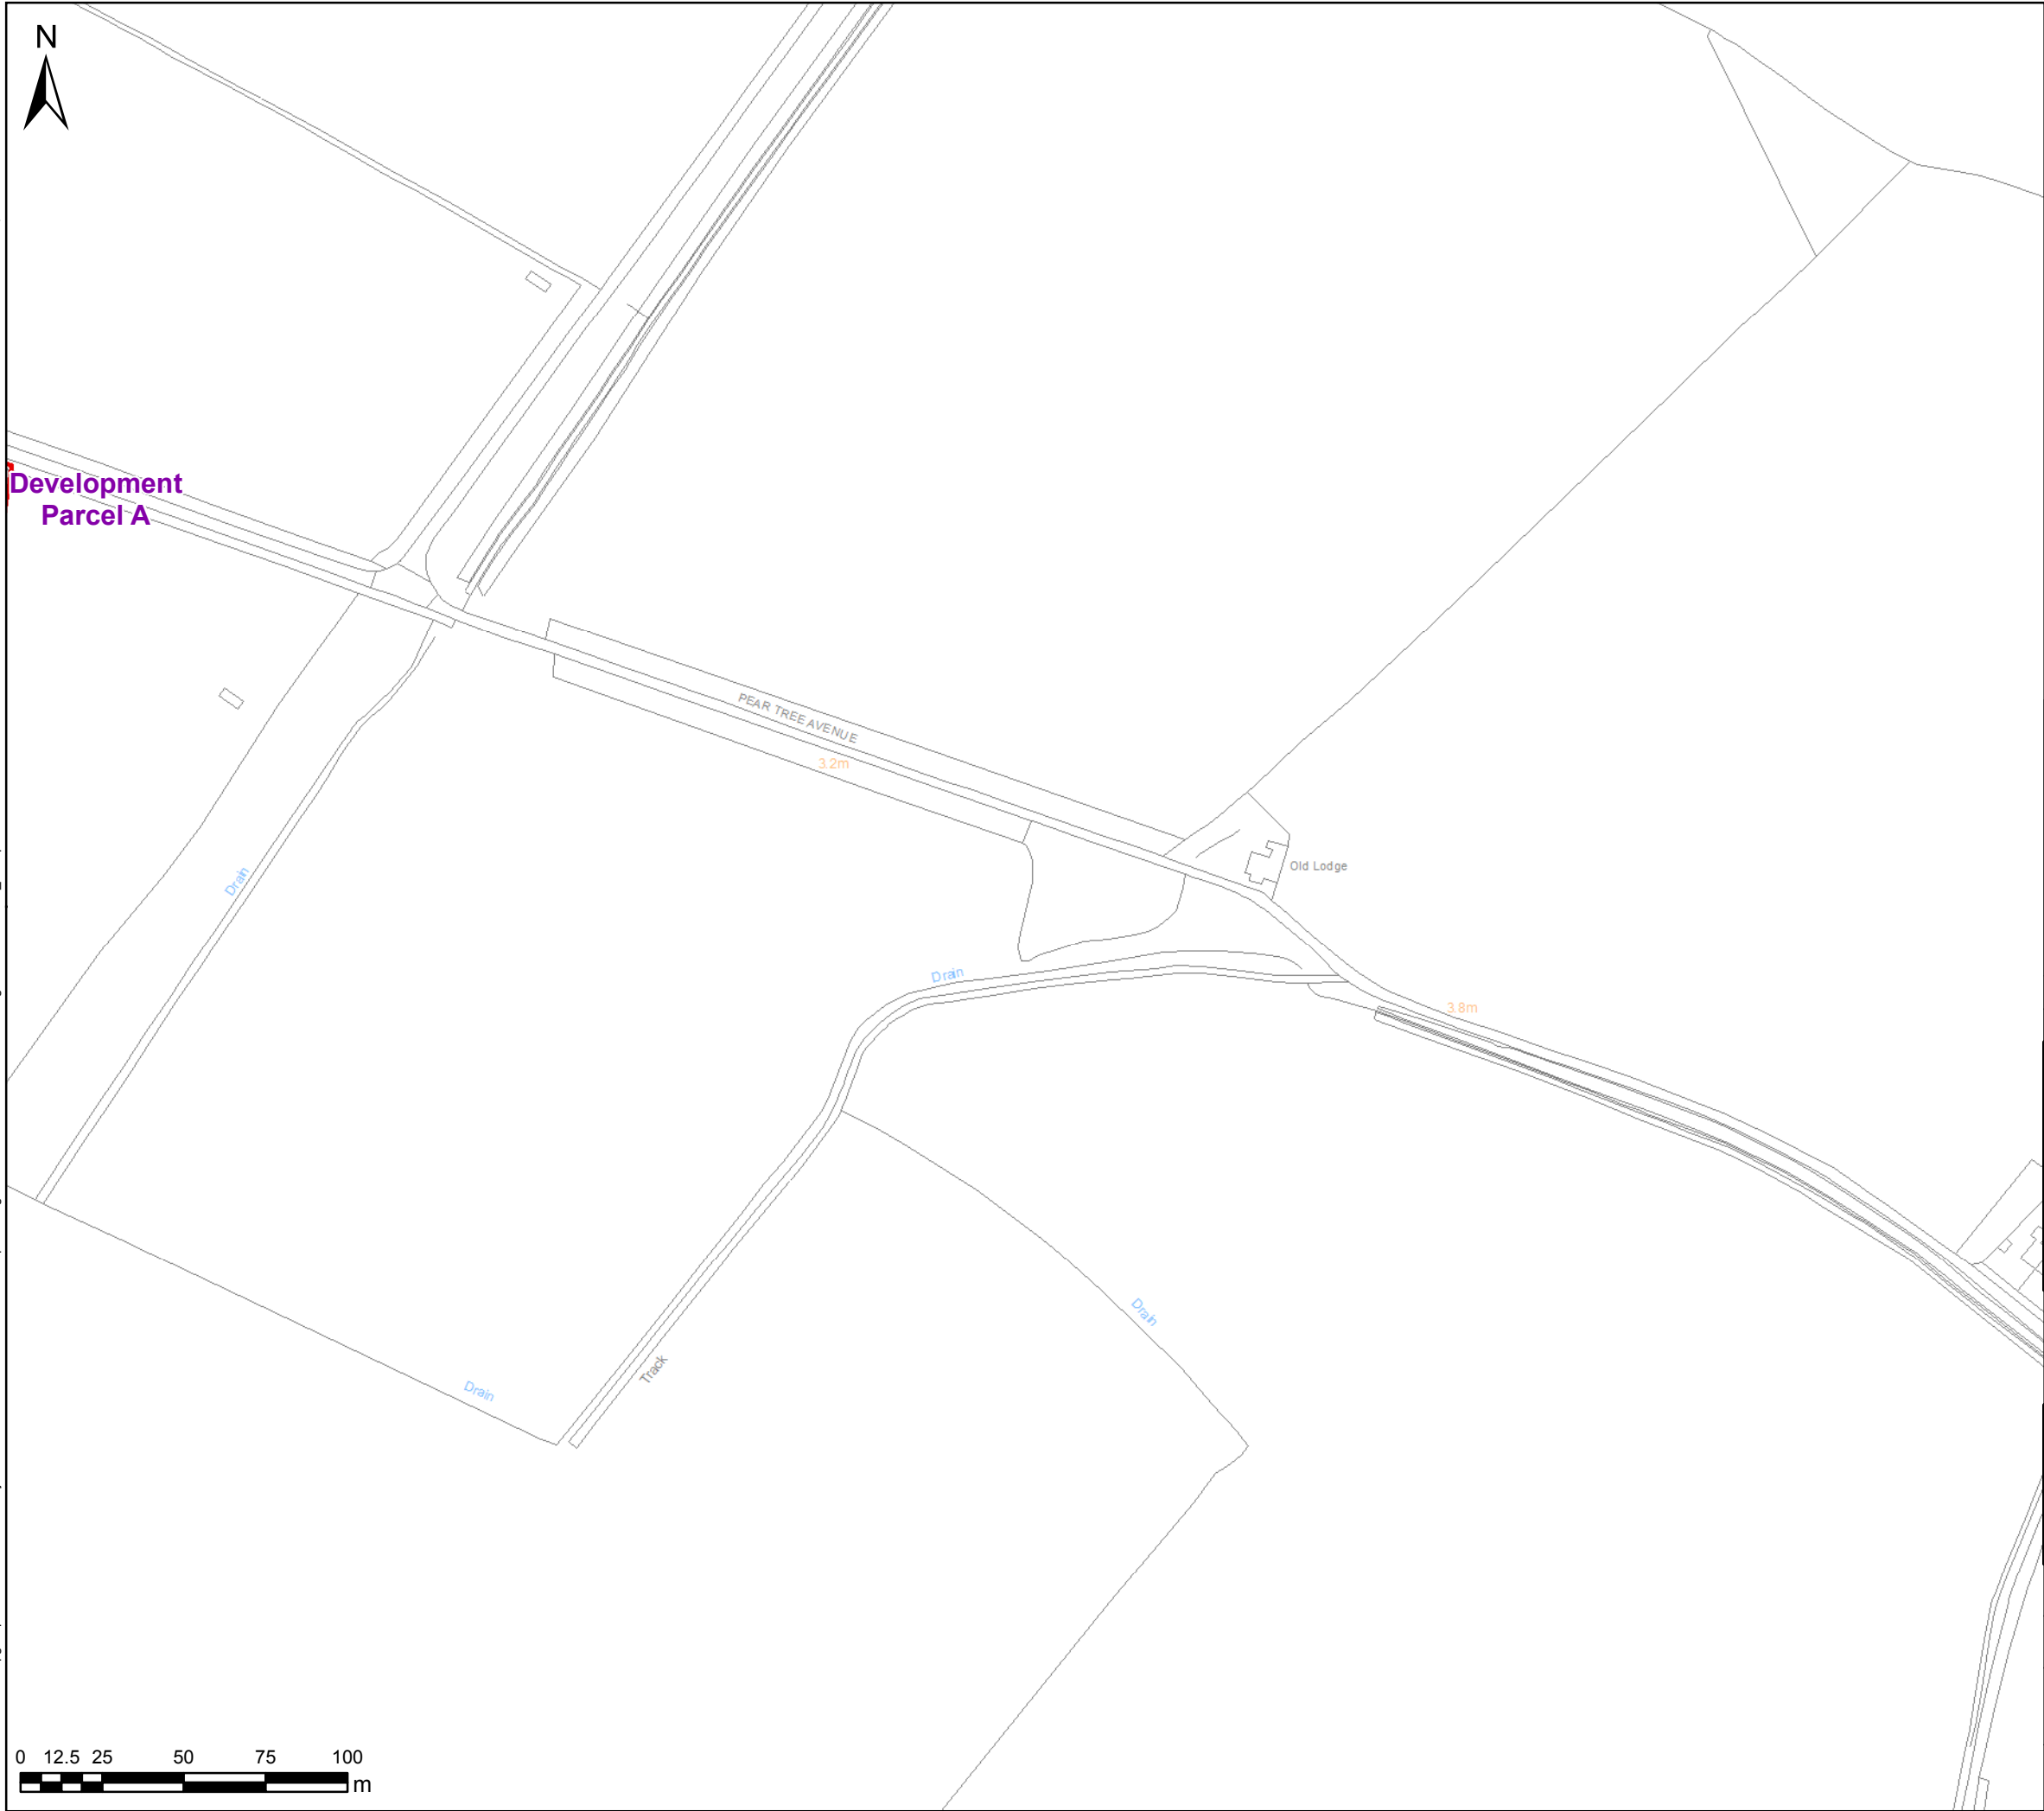 N
Development
Parcel A
PEAR TREE AVENUE
3.2m
Old Lodge
Drain
Drain
3.8m
Drain
Track
Drain
0 12.5 25 50 75 100
m